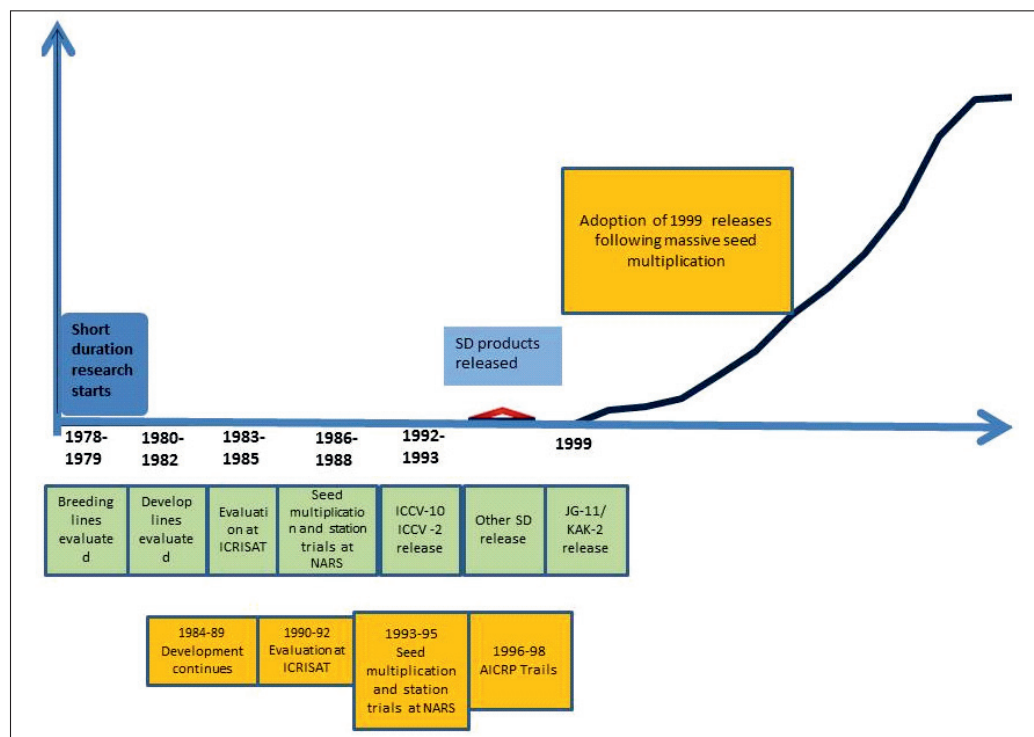 Short
duration
research
starts
SD products
released
Adoption of 1999 releases
following massive seed
multiplication
1978-
1979
1980-
1982
1983-
1985
1986-
1988
1992-
1993
1999
Breeding
lines
evaluate
d
Develop
lines
evaluate
d
Evaluati
on at
ICRISAT
Seed
multiplicatio
n and station
trials at
NARS
ICCV-10
ICCV -2
release
Other SD
release
JG-11/
KAK-2
release
1984-89
Development
continues
1990-92
Evaluation at
ICRISAT
1993-95
Seed
multiplication
and station
trials at NARS
1996-98
AICRP Trails